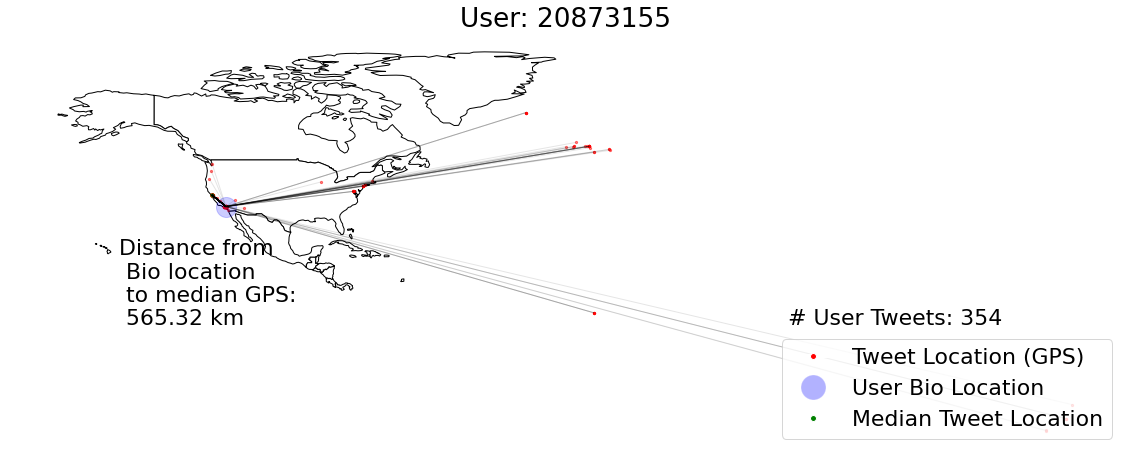 User: 20873155
Distance from
Bio location
to median GPS:
565.32 km
# User Tweets: 354
Tweet Location (GPS)
User Bio Location
Median Tweet Location